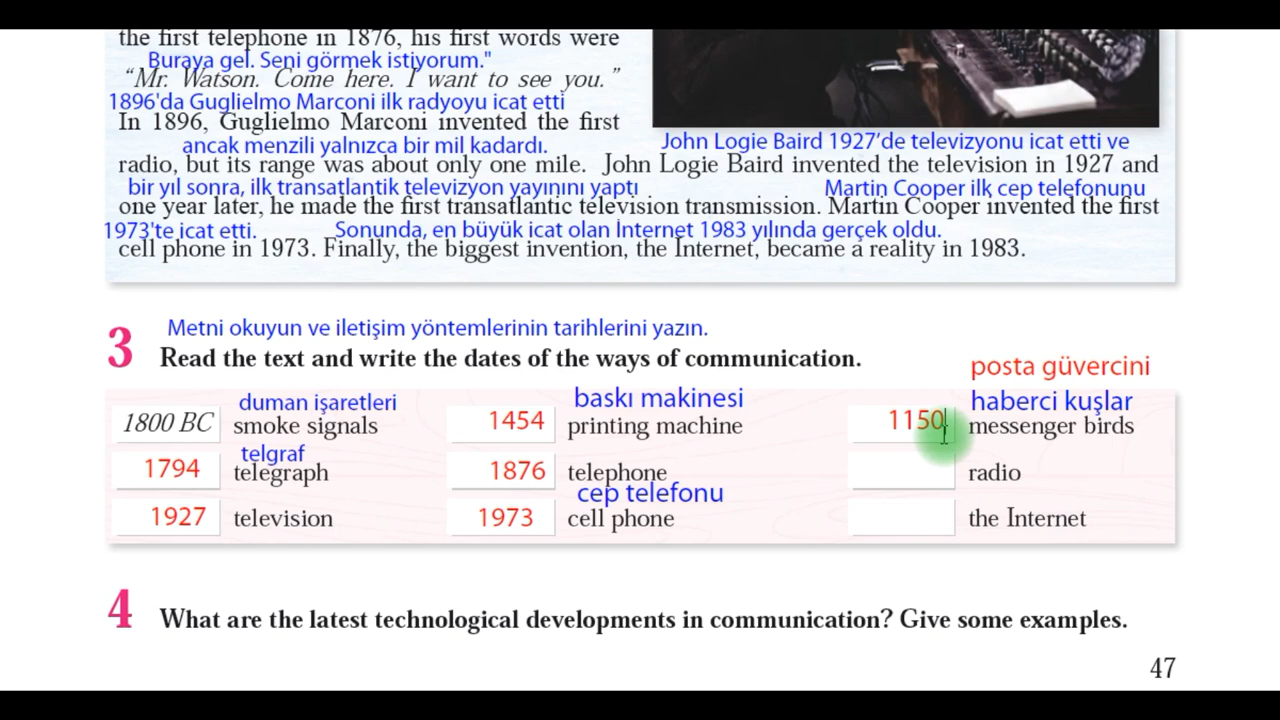 the first telephone in 1876, his first words were
Buraya gel. Seni görmek istiyorum."
“Mr. Watson. Come here. I want to see you.”
1896'da Guglielmo Marconi ilk radyoyu icat etti
In 1896, Guglielmo Marconi invented the first
ancak menzili yalnızca bir mil kadardı.
John Logie Baird 1927’de televizyonu icat etti ve
radio, but its range was about only one mile. John Logie Baird invented the television in 1927 and
bir yıl sonra, ilk transatlantik televizyon yayınını yaptı
Martin Cooper ilk cep telefonunu
one year later, he made the first transatlantic television transmission. Martin Cooper invented the first
1973'te icat etti.
Sonunda, en büyük icat olan İnternet 1983 yılında gerçek oldu.
cell phone in 1973. Finally, the biggest invention, the Internet, became a reality in 1983.
Metni okuyun ve iletişim yöntemlerinin tarihlerini yazın.
3 Read the text and write the dates of the ways of communication.
posta güvercini
duman işaretleri
baskı makinesi
haberci kuşlar
1800 BC smoke signals
1454 printing machine
1150 messenger birds
telgraf
1794 telegraph
1876 telephone
radio
cep telefonu
1927 television
1973 cell phone
the Internet
4 What are the latest technological developments in communication? Give some examples.
47